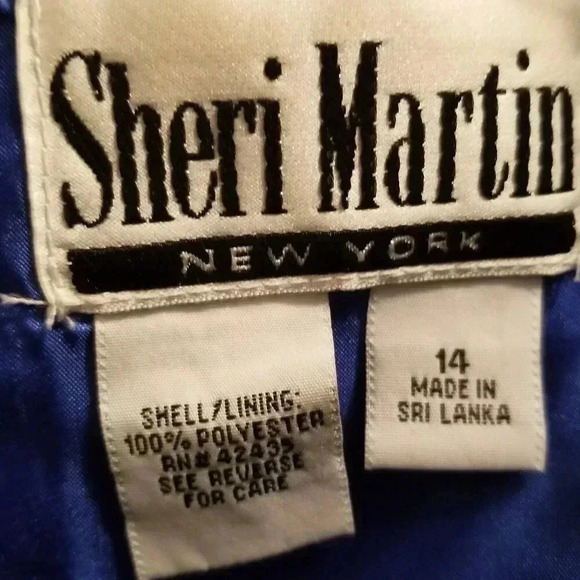 Sheri Martin
NEW YORK
SHELL/LINING:
100% POLYESTER
RN# 42435
SEE REVERSE
FOR CARE
14
MADE IN
SRI LANKA